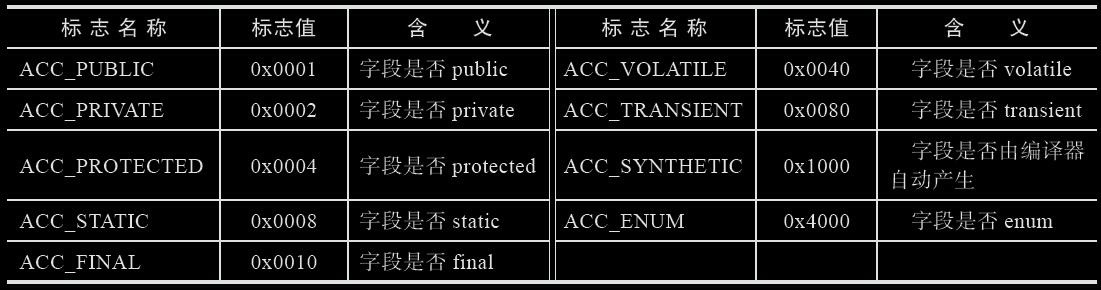 标志名称 标志值 含义 标志名称 标志值 含义
ACC_PUBLIC 0x0001 字段是否 public ACC_VOLATILE 0x0040 字段是否 volatile
ACC_PRIVATE 0x0002 字段是否 private ACC_TRANSIENT 0x0080 字段是否 transient
ACC_PROTECTED 0x0004 字段是否 protected ACC_SYNTHETIC 0x1000 字段是否由编译器
自动产生
ACC_STATIC 0x0008 字段是否 static ACC_ENUM 0x4000 字段是否 enum
ACC_FINAL 0x0010 字段是否 final